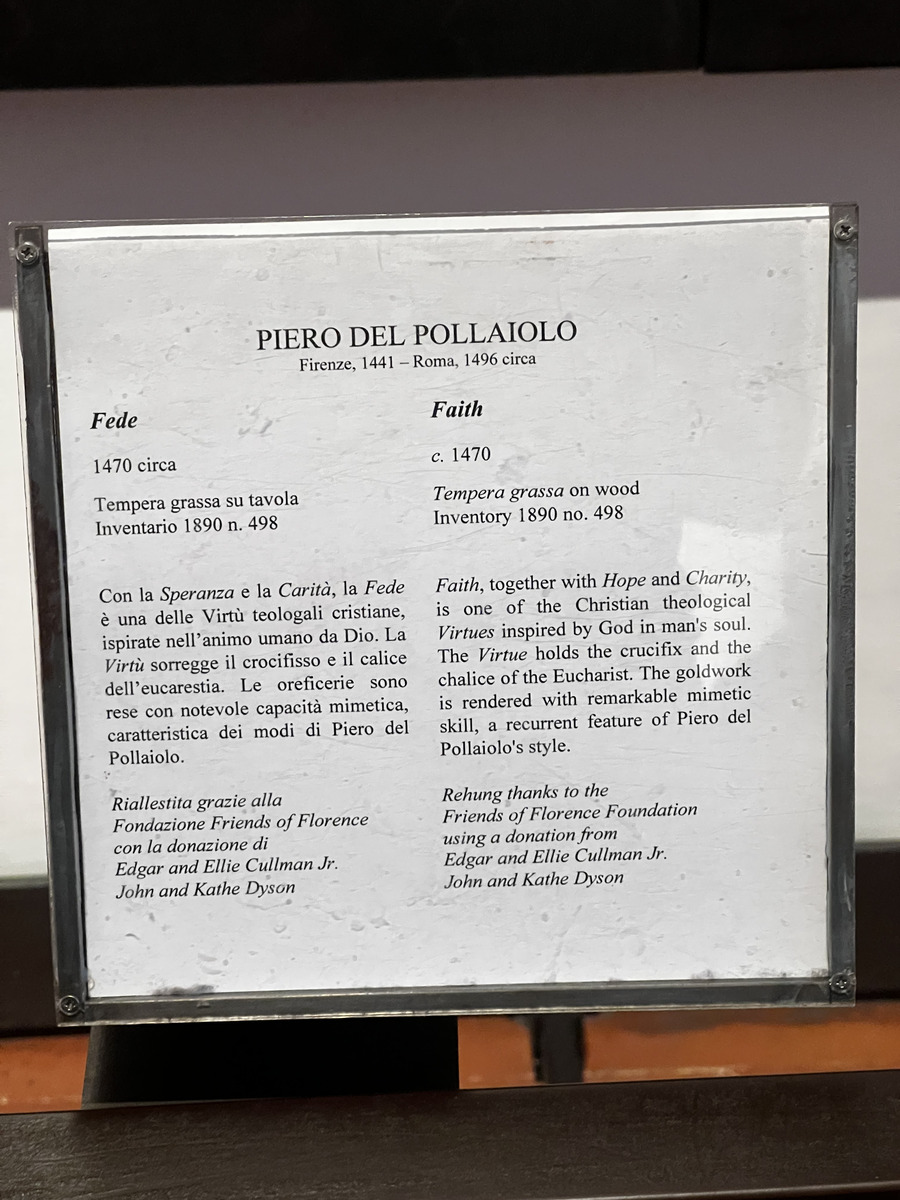 PIERO DEL POLLAIOLO
Firenze, 1441 – Roma, 1496 circa
Fede
1470 circa
Tempera grassa su tavola
Inventario 1890 n. 498
Con la Speranza e la Carità, la Fede
è una delle Virtù teologali cristiane,
ispirate nell'animo umano da Dio. La
Virtù sorregge il crocifisso e il calice
dell'eucarestia. Le oreficerie sono
rese con notevole capacità mimetica,
caratteristica dei modi di Piero del
Pollaiolo.
Riallestita grazie alla
Fondazione Friends of Florence
con la donazione di
Edgar and Ellie Cullman Jr.
John and Kathe Dyson
Faith
c. 1470
Tempera grassa on wood
Inventory 1890 no. 498
Faith, together with Hope and Charity,
is one of the Christian theological
Virtues inspired by God in man's soul.
The Virtue holds the crucifix and the
chalice of the Eucharist. The goldwork
is rendered with remarkable mimetic
skill, a recurrent feature of Piero del
Pollaiolo's style.
Rehung thanks to the
Friends of Florence Foundation
using a donation from
Edgar and Ellie Cullman Jr.
John and Kathe Dyson